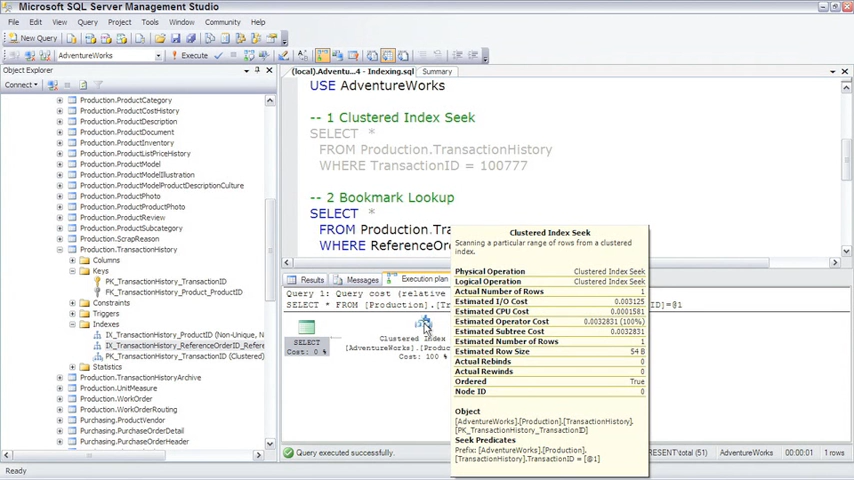 Microsoft SQL Server Management Studio
File Edit View Query Project Tools Window Community Help
New Query
AdventureWorks Execute
Object Explorer
Connect
Production.ProductCategory
Production.ProductCostHistory
Production.ProductDescription
Production.ProductDocument
Production.ProductInventory
Production.ProductListPriceHistory
Production.ProductModel
Production.ProductModelIllustration
Production.ProductModelProductDescriptionCulture
Production.ProductPhoto
Production.ProductProductPhoto
Production.ProductReview
Production.ProductSubcategory
Production.ScrapReason
Production.TransactionHistory
Columns
Keys
PK_TransactionHistory_TransactionID
FK_TransactionHistory_Product_ProductID
Constraints
Triggers
Indexes
IX_TransactionHistory_ProductID (Non-Unique, N
IX_TransactionHistory_ReferenceOrderID_Refere
PK_TransactionHistory_TransactionID (Clustered)
Statistics
Production.TransactionHistoryArchive
Production.UnitMeasure
Production.WorkOrder
Production.WorkOrderRouting
Purchasing.ProductVendor
Purchasing.PurchaseOrderDetail
Purchasing.PurchaseOrderHeader
(local).Adventu...4 - Indexing.sql Summary
USE AdventureWorks
-- 1 Clustered Index Seek
SELECT *
FROM Production.TransactionHistory
WHERE TransactionID = 100777
-- 2 Bookmark Lookup
SELECT *
FROM Production.Tra
WHERE ReferenceOr
Results Messages Execution plan
Query 1: Query cost (relative
SELECT * FROM [Production].[Tr ID]=@1
SELECT
Cost: 0 %
Clustered Index
[AdventureWorks].[Produc
Cost: 100 %
Clustered Index Seek
Scanning a particular range of rows from a clustered
index.
Physical Operation Clustered Index Seek
Logical Operation Clustered Index Seek
Actual Number of Rows 1
Estimated I/O Cost 0.003125
Estimated CPU Cost 0.0001581
Estimated Operator Cost 0.0032831 (100%)
Estimated Subtree Cost 0.0032831
Estimated Number of Rows 1
Estimated Row Size 54 B
Actual Rebinds 0
Actual Rewinds 0
Ordered True
Node ID 0
Object
[AdventureWorks].[Production].[TransactionHistory].
[PK_TransactionHistory_TransactionID]
Seek Predicates
Prefix: [AdventureWorks].[Production].
[TransactionHistory].TransactionID = [@1]
Query executed successfully. PRESENT (51) AdventureWorks 00:00:01 1 rows
Ready